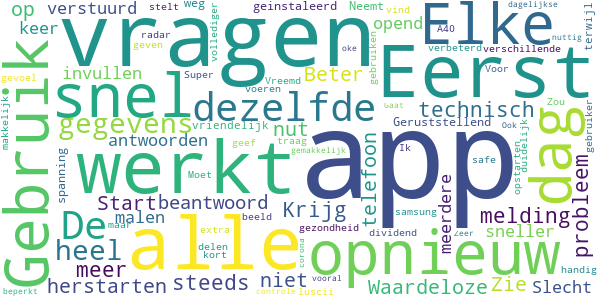 op verstuurd stelt weg geinstaleerd Neemt vind Elke dagelijkse
keer vragen radar geven vollediger opend A40 verschillende terwijl
gevoel invullen Super Beter gebruiken verbeterd Voor oke nuttig
makkelijk snel Vreemd voeren dezelfde Eerst
Gebruik gegevens vriendelijk nut technisch Gaat Zou gebruiker
antwoorden geef traag Geruststellend Ook dag
spanning werkt Moet gemakkelijk app Ik safe opstarten duidelijk
Start beantwoord Krijg telefoon meerdere melding probleem
De malen maar alle extra beeld gezondheid samsung dividend sneller
heel meer delen kort corona opnieuw Zeer handig
beperkt herstarten steeds controle niet luscii vooral Waardeloze Zie Slecht